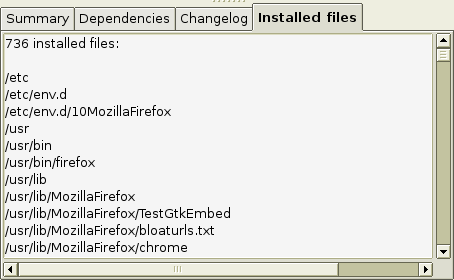 Summary Dependencies Changelog Installed files
736 installed files:
/etc
/etc/env.d
/etc/env.d/10MozillaFirefox
/usr
/usr/bin
/usr/bin/firefox
/usr/lib
/usr/lib/MozillaFirefox
/usr/lib/MozillaFirefox/TestGtkEmbed
/usr/lib/MozillaFirefox/bloaturls.txt
/usr/lib/MozillaFirefox/chrome